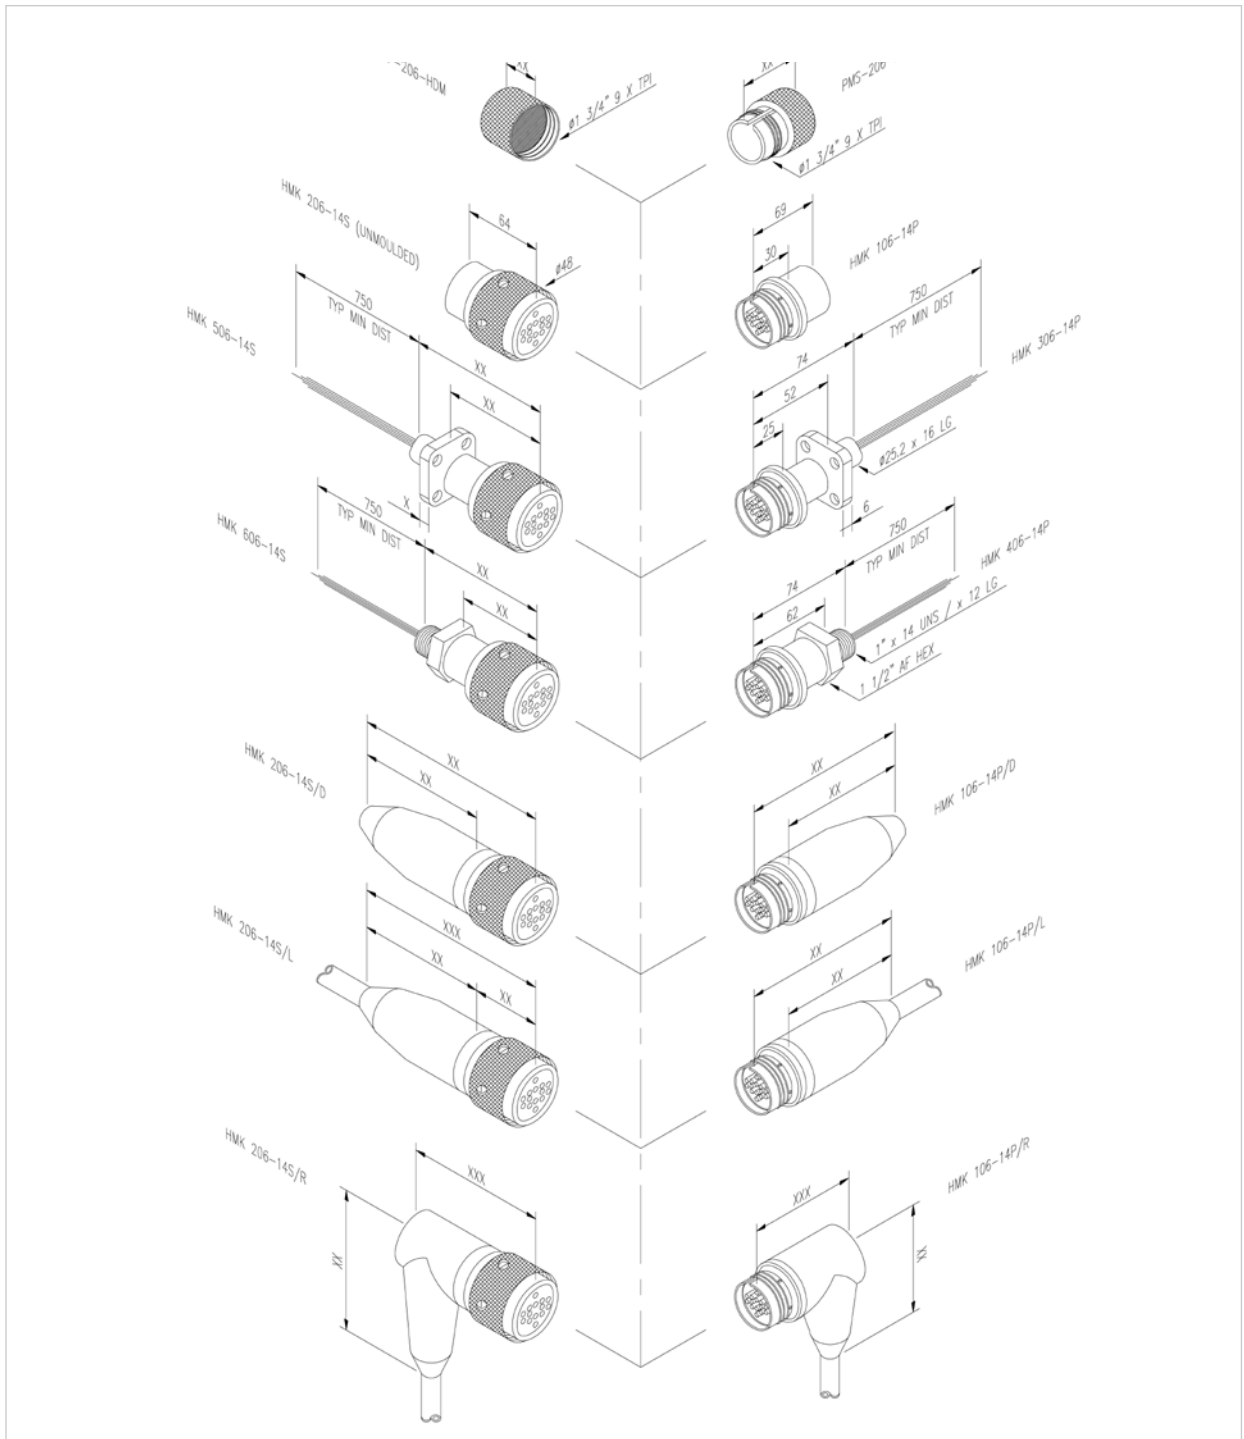 -206-HDM
XX
ø1 3/4" 9 X TPI
XX
PMS-206
ø1 3/4" 9 X TPI
HMK 206-14S (UNMOULDED)
64
ø48
69
30
HMK 106-14P
HMK 506-14S
750
TYP MIN DIST
XX
XX
X
74
52
25
750
TYP MIN DIST
HMK 306-14P
ø25.2 x 16 LG
6
HMK 606-14S
750
TYP MIN DIST
XX
XX
74
62
750
TYP MIN DIST
HMK 406-14P
1" x 14 UNS / x 12 LG
1 1/2" AF HEX
HMK 206-14S/D
XX
XX
XX
XX
HMK 106-14P/D
HMK 206-14S/L
XXX
XX
XX
XX
XX
HMK 106-14P/L
HMK 206-14S/R
XXX
XX
XXX
XX
HMK 106-14P/R